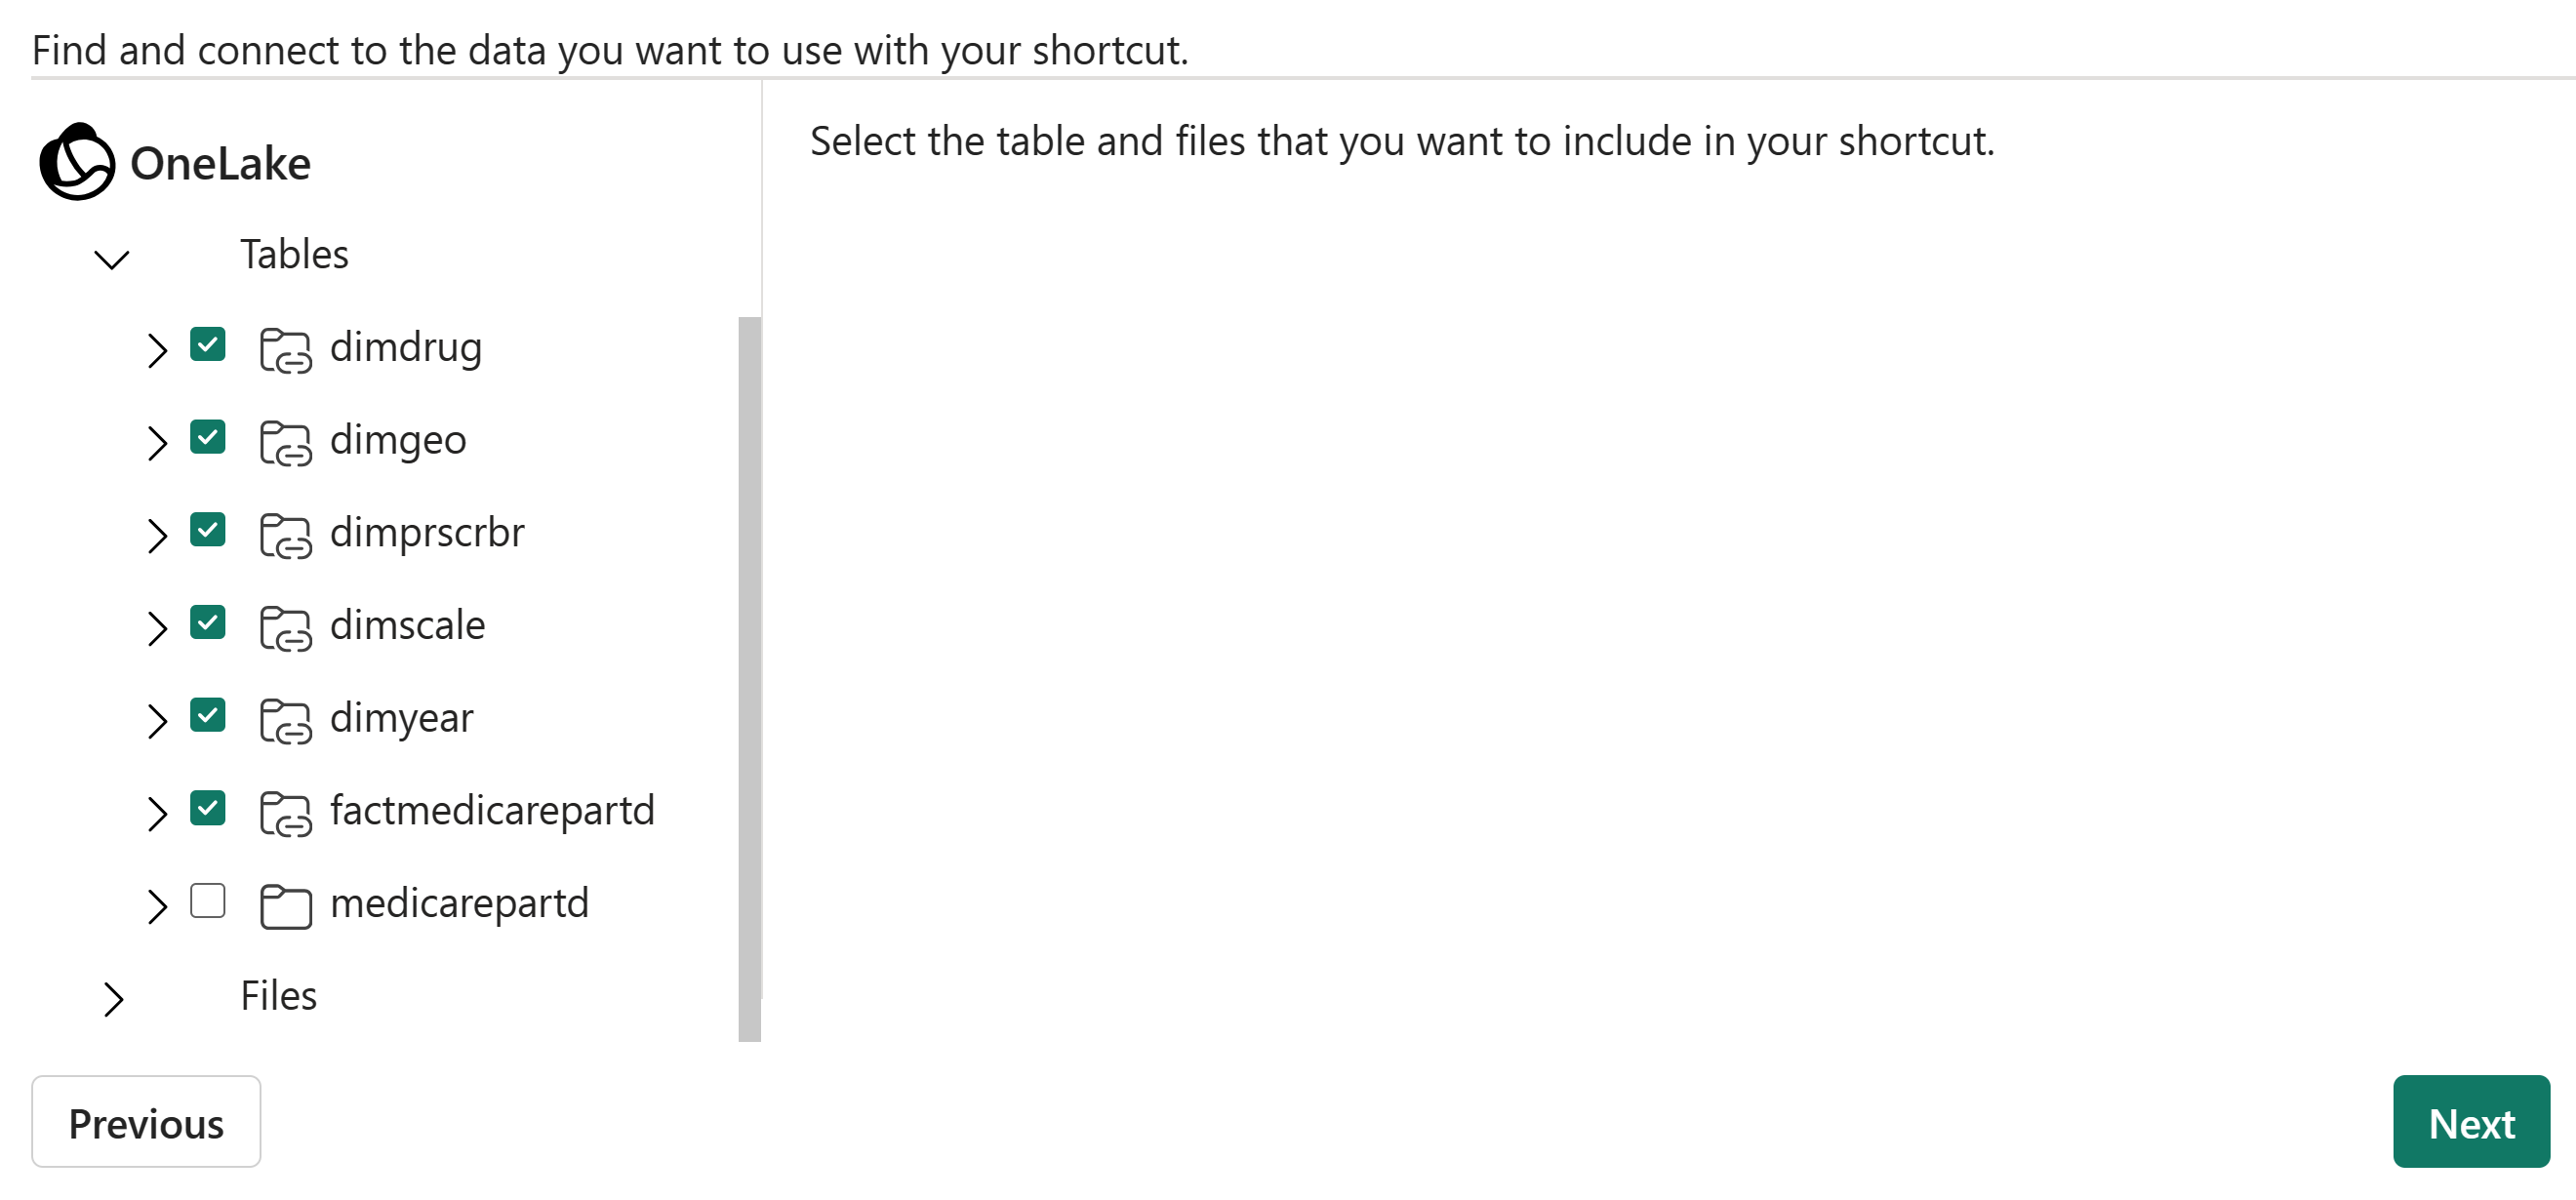 Find and connect to the data you want to use with your shortcut.
OneLake
Select the table and files that you want to include in your shortcut.
Tables
dimdrug
dimgeo
dimprscrbr
dimscale
dimyear
factmedicarepartd
medicarepartd
Files
Previous
Next